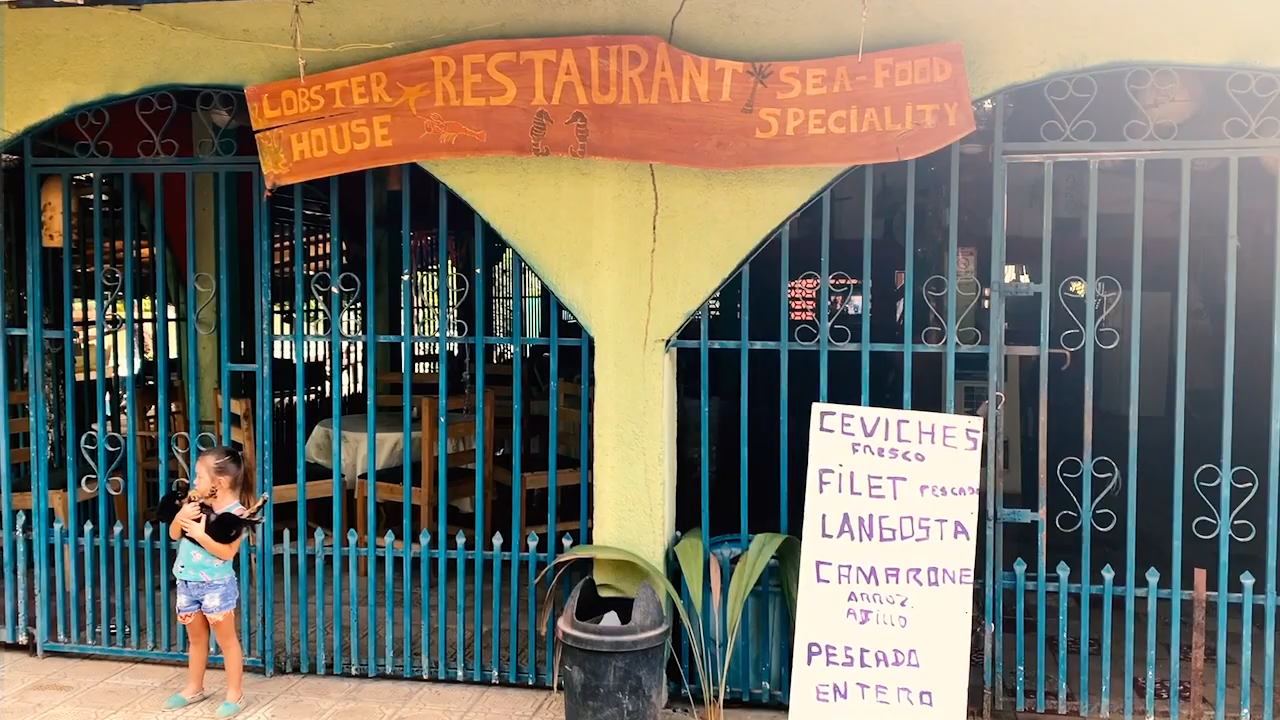 LOBSTER
HOUSE
RESTAURANT
SEA-FOOD
SPECIALITY
CEVICHES
FRESCO
FILET PESCADO
LANGOSTA
CAMARONE
ARROZ
AJILLO
PESCADO
ENTERO